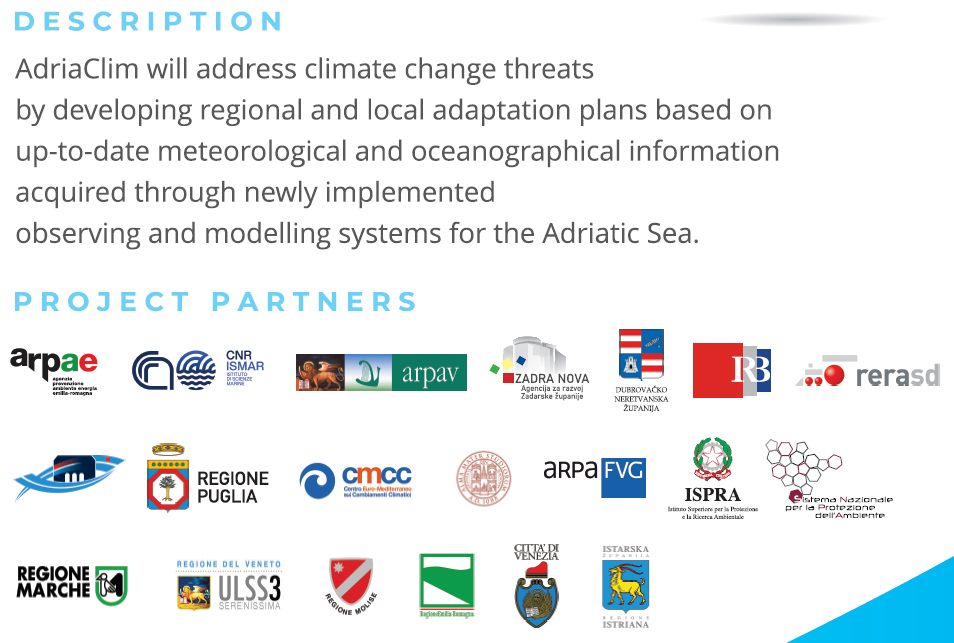 DESCRIPTION
AdriaClim will address climate change threats
by developing regional and local adaptation plans based on
up-to-date meteorological and oceanographical information
acquired through newly implemented
observing and modelling systems for the Adriatic Sea.
PROJECT PARTNERS
arpae
agenzia
prevenzione
ambiente energia
emilia-romagna
CNR
ISMAR
ISTITUTO
DI SCIENZE
MARINE
arpav
ZADRA NOVA
Agencija za razvoj
Zadarske županije
DUBROVAČKO
NERETVANSKA
ŽUPANIJA
RB
rerasd
REGIONE
PUGLIA
cmcc
Centro Euro-Mediterraneo
sui Cambiamenti Climatici
ALMA MATER STUDIORUM
A.D. 1088
ARPA FVG
ISPRA
Istituto Superiore per la Protezione
e la Ricerca Ambientale
Sistema Nazionale
per la Protezione
dell'Ambiente
REGIONE
MARCHE
REGIONE DEL VENETO
ULSS3
SERENISSIMA
REGIONE MOLISE
RegioneEmilia-Romagna
CITTA' DI
VENEZIA
ISTARSKA
ŽUPANIJA
REGIONE
ISTRIANA